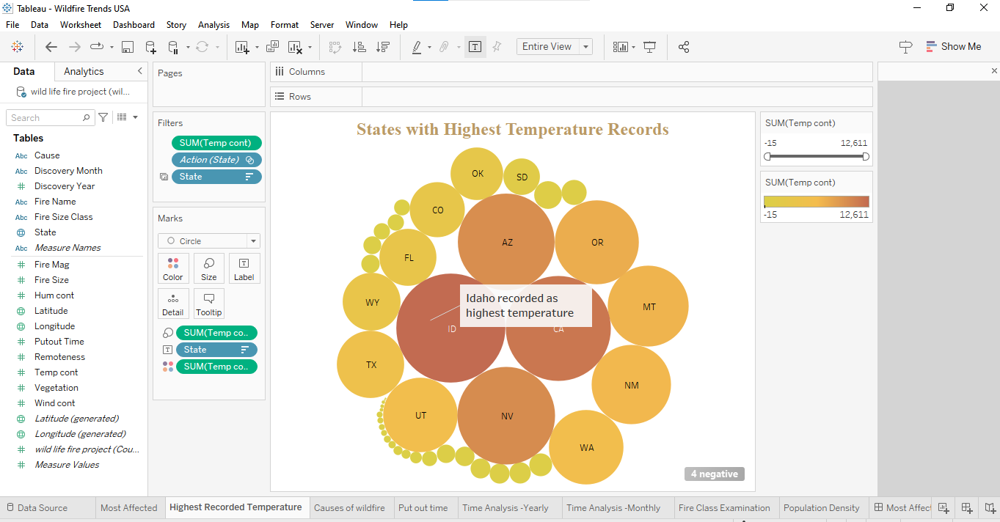 Tableau - Wildfire Trends USA
File Data Worksheet Dashboard Story Analysis Map Format Server Window Help
Entire View
Show Me
Data Analytics
wild life fire project (wil...
Search
Tables
Abc Cause
Abc Discovery Month
Discovery Year
Abc Fire Name
Abc Fire Size Class
State
Abc Measure Names
Fire Mag
Fire Size
Hum cont
Latitude
Longitude
Putout Time
Remoteness
Temp cont
Vegetation
Wind cont
Latitude (generated)
Longitude (generated)
wild life fire project (Cou...
Measure Values
Pages
Filters
SUM(Temp cont)
Action (State)
State
Marks
Circle
Color Size Label
Detail Tooltip
SUM(Temp co..
State
SUM(Temp co..
Columns
Rows
States with Highest Temperature Records
OK
SD
CO
AZ
OR
FL
WY
Idaho recorded as
highest temperature
MT
ID
CA
TX
NM
UT
NV
WA
4 negative
SUM(Temp cont)
-15 12,611
SUM(Temp cont)
-15 12,611
Data Source Most Affected Highest Recorded Temperature Causes of wildfire Put out time Time Analysis -Yearly Time Analysis -Monthly Fire Class Examination Population Density Most Affect